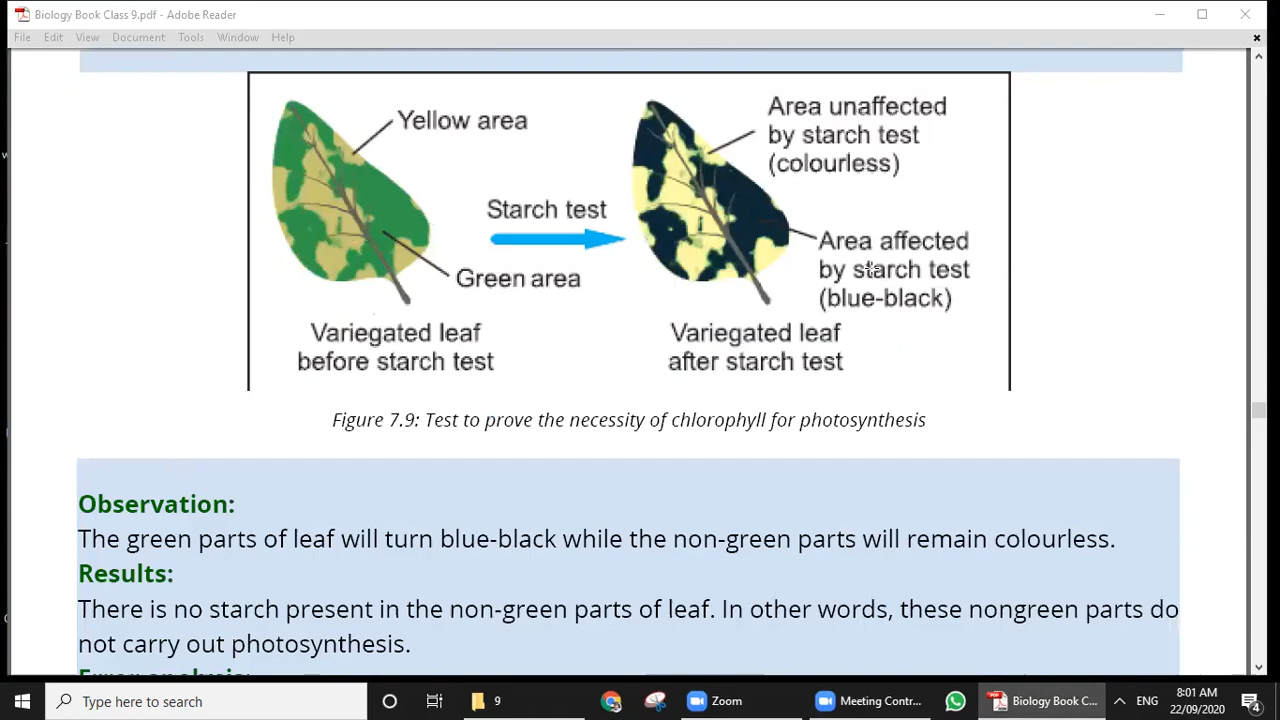 Biology Book Class 9.pdf - Adobe Reader
File Edit View Document Tools Window Help
Yellow area
Area unaffected
by starch test
(colourless)
Starch test
Green area
Area affected
by starch test
(blue-black)
Variegated leaf
before starch test
Variegated leaf
after starch test
Figure 7.9: Test to prove the necessity of chlorophyll for photosynthesis
Observation:
The green parts of leaf will turn blue-black while the non-green parts will remain colourless.
Results:
There is no starch present in the non-green parts of leaf. In other words, these nongreen parts do
not carry out photosynthesis.
Error analysis:
Type here to search
9
Zoom
Meeting Contr...
Biology Book C...
ENG
8:01 AM
22/09/2020
4